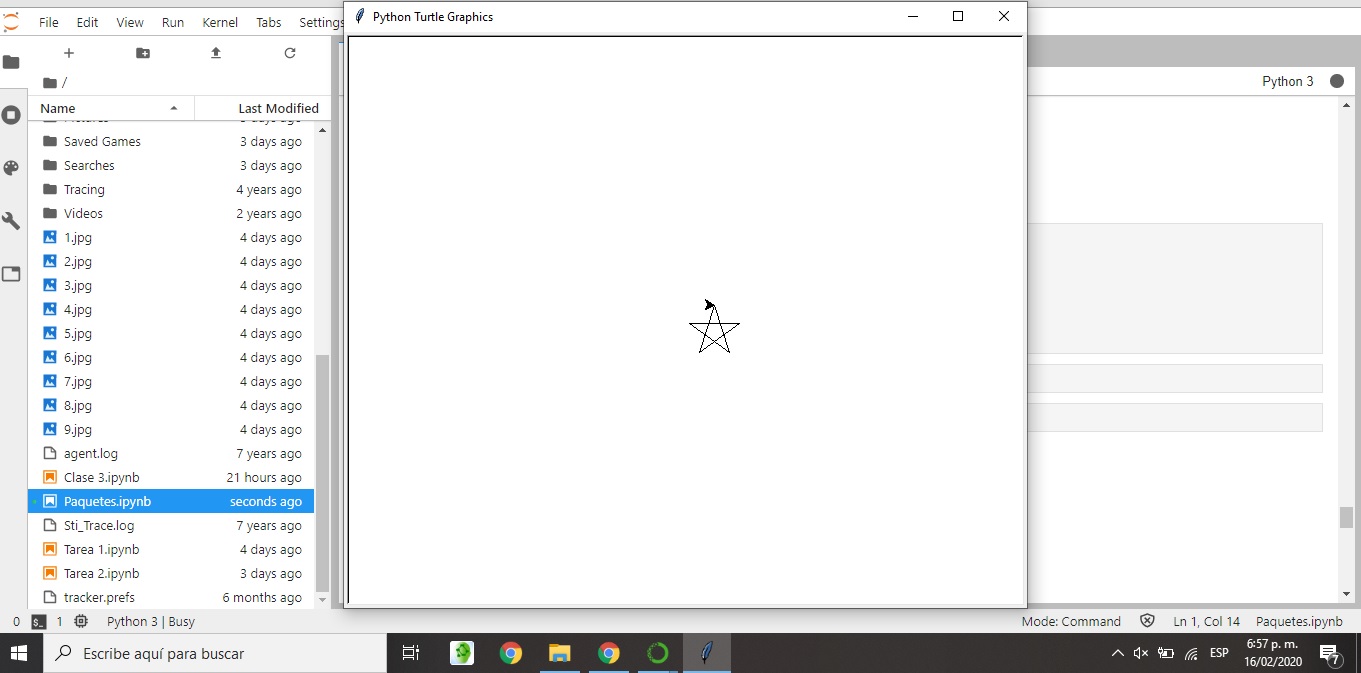 File Edit View Run Kernel Tabs Settings
Python Turtle Graphics
/
Python 3
Name Last Modified
Saved Games 3 days ago
Searches 3 days ago
Tracing 4 years ago
Videos 2 years ago
1.jpg 4 days ago
2.jpg 4 days ago
3.jpg 4 days ago
4.jpg 4 days ago
5.jpg 4 days ago
6.jpg 4 days ago
7.jpg 4 days ago
8.jpg 4 days ago
9.jpg 4 days ago
agent.log 7 years ago
Clase 3.ipynb 21 hours ago
Paquetes.ipynb seconds ago
Sti_Trace.log 7 years ago
Tarea 1.ipynb 4 days ago
Tarea 2.ipynb 3 days ago
tracker.prefs 6 months ago
0 $_ 1 Python 3 | Busy Mode: Command Ln 1, Col 14 Paquetes.ipynb
Escribe aquí para buscar
ESP
6:57 p. m.
16/02/2020
7